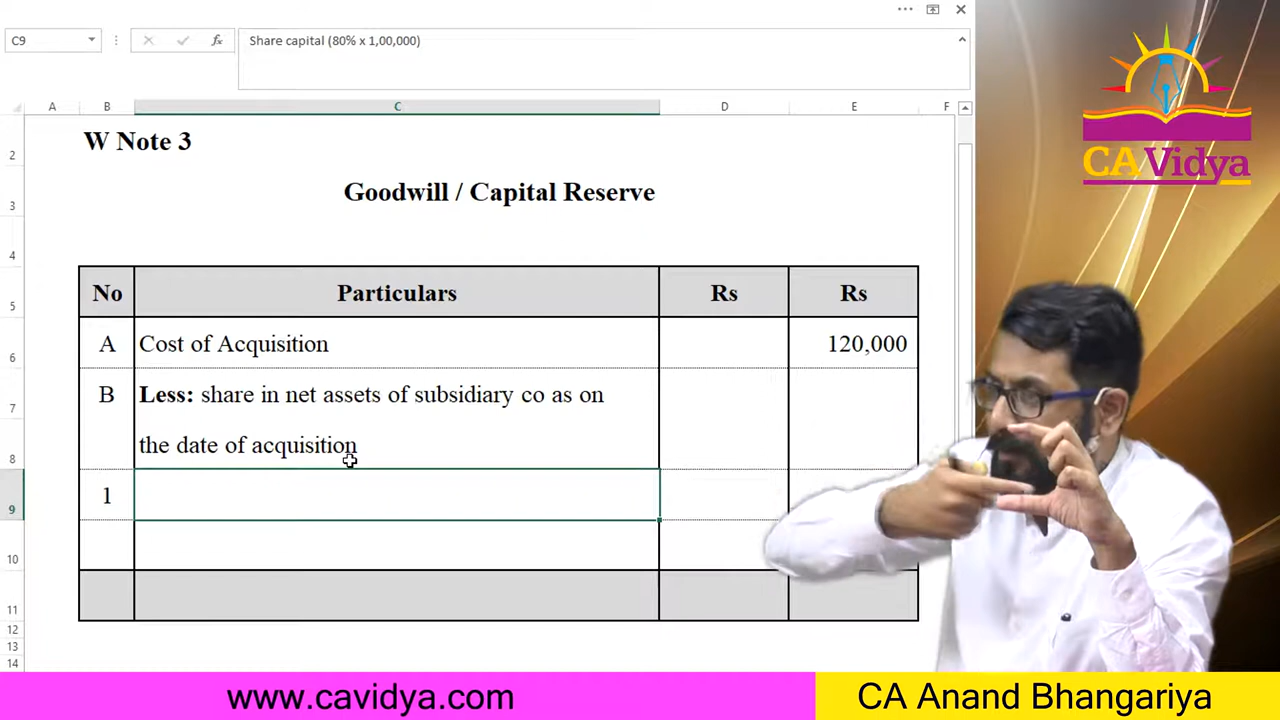 C9
fx
Share capital (80% x 1,00,000)
A B C D E F
2 W Note 3
3 Goodwill / Capital Reserve
4
5 No Particulars Rs Rs
6 A Cost of Acquisition 120,000
7 B Less: share in net assets of subsidiary co as on
8 the date of acquisition
9 1
10
11
12
13
14
CA Vidya
www.cavidya.com
CA Anand Bhangariya